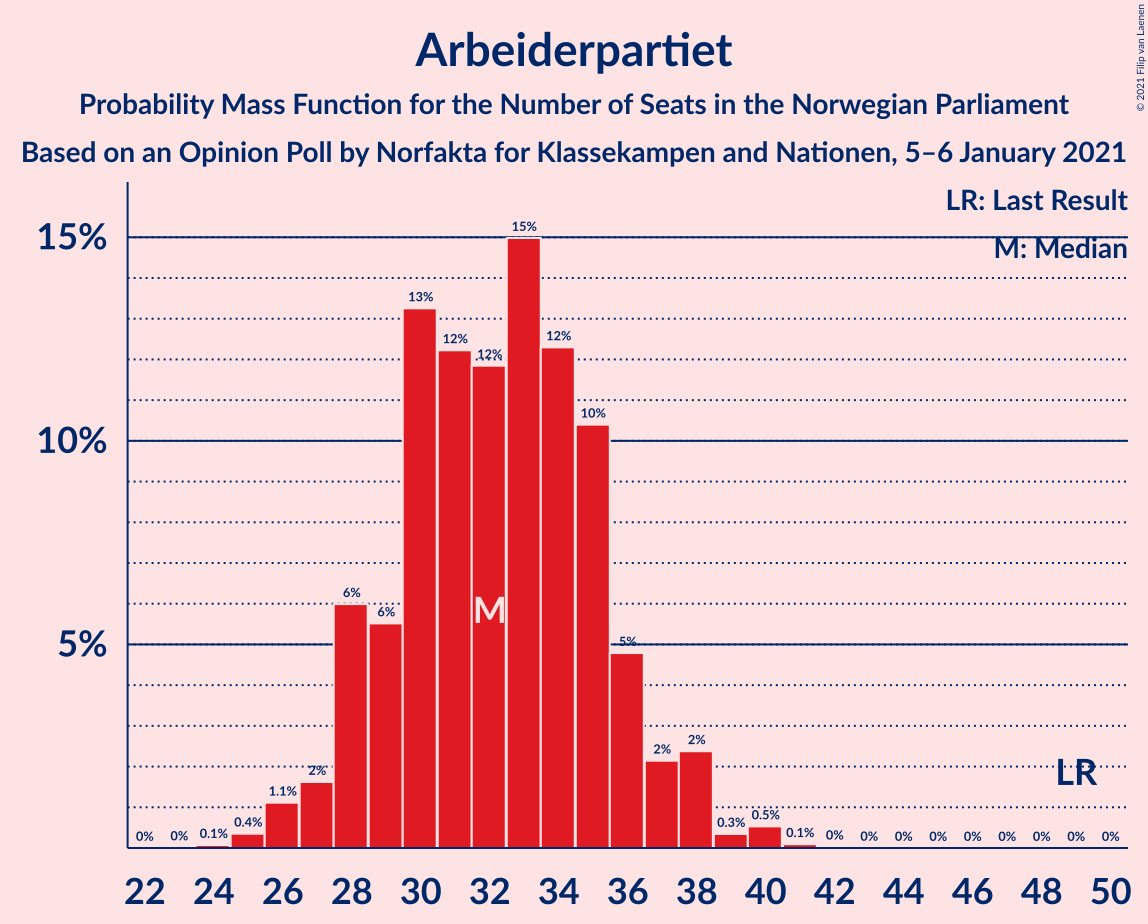 Arbeiderpartiet
Probability Mass Function for the Number of Seats in the Norwegian Parliament
Based on an Opinion Poll by Norfakta for Klassekampen and Nationen, 5–6 January 2021
© 2021 Filip van Laenen
LR: Last Result
M: Median
15%
10%
5%
0% 0% 0.1% 0.4% 1.1% 2% 6% 6% 13% 12% 12% 15% 12% 10% 5% 2% 2% 0.3% 0.5% 0.1% 0% 0% 0% 0% 0% 0% 0% 0% 0%
M
LR
22 24 26 28 30 32 34 36 38 40 42 44 46 48 50